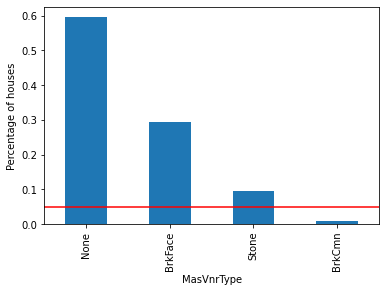 Percentage of houses
0.6
0.5
0.4
0.3
0.2
0.1
0.0
None
BrkFace
Stone
BrkCmn
MasVnrType